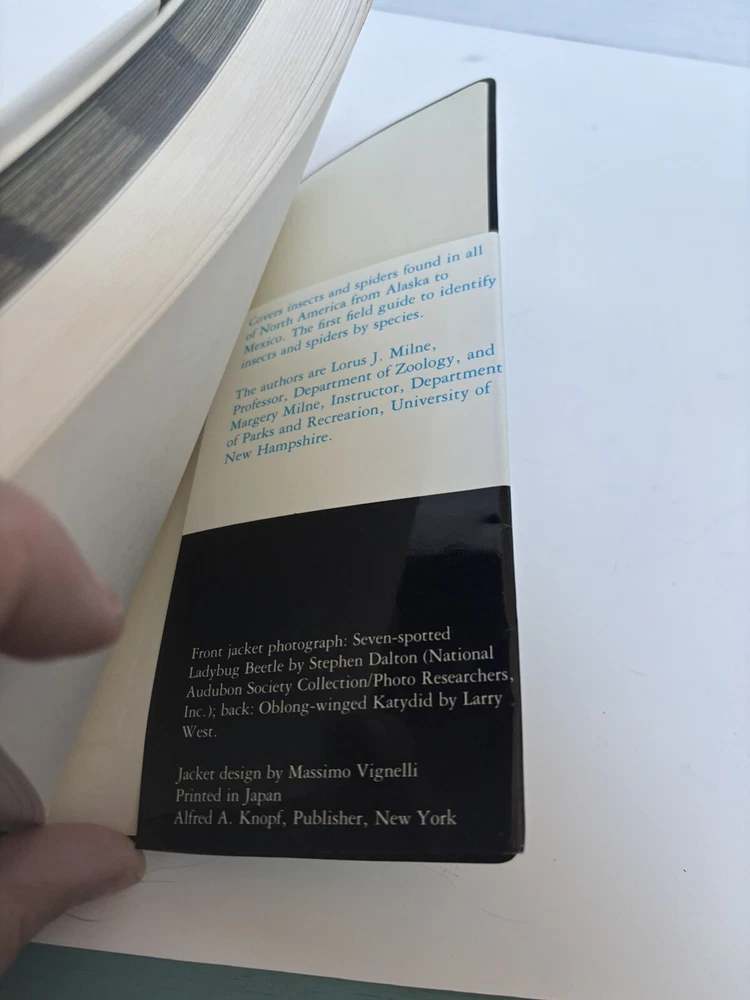 Covers insects and spiders found in all
of North America from Alaska to
Mexico. The first field guide to identify
insects and spiders by species.
The authors are Lorus J. Milne,
Professor, Department of Zoology, and
Margery Milne, Instructor, Department
of Parks and Recreation, University of
New Hampshire.
Front jacket photograph: Seven-spotted
Ladybug Beetle by Stephen Dalton (National
Audubon Society Collection/Photo Researchers,
Inc.); back: Oblong-winged Katydid by Larry
West.
Jacket design by Massimo Vignelli
Printed in Japan
Alfred A. Knopf, Publisher, New York